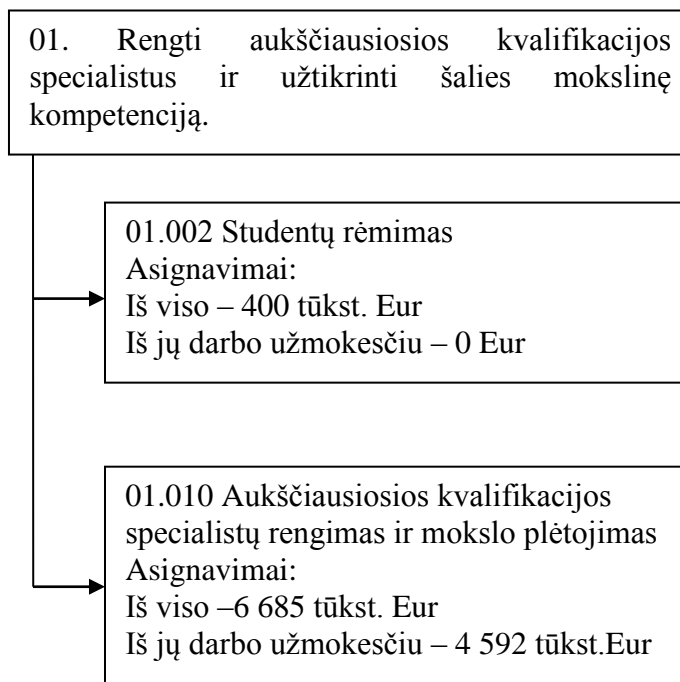 01. Rengti aukščiausiosios kvalifikacijos
specialistus ir užtikrinti šalies mokslinę
kompetenciją.
01.002 Studentų rėmimas
Asignavimai:
Iš viso – 400 tūkst. Eur
Iš jų darbo užmokesčiu – 0 Eur
01.010 Aukščiausiosios kvalifikacijos
specialistų rengimas ir mokslo plėtojimas
Asignavimai:
Iš viso –6 685 tūkst. Eur
Iš jų darbo užmokesčiu – 4 592 tūkst.Eur